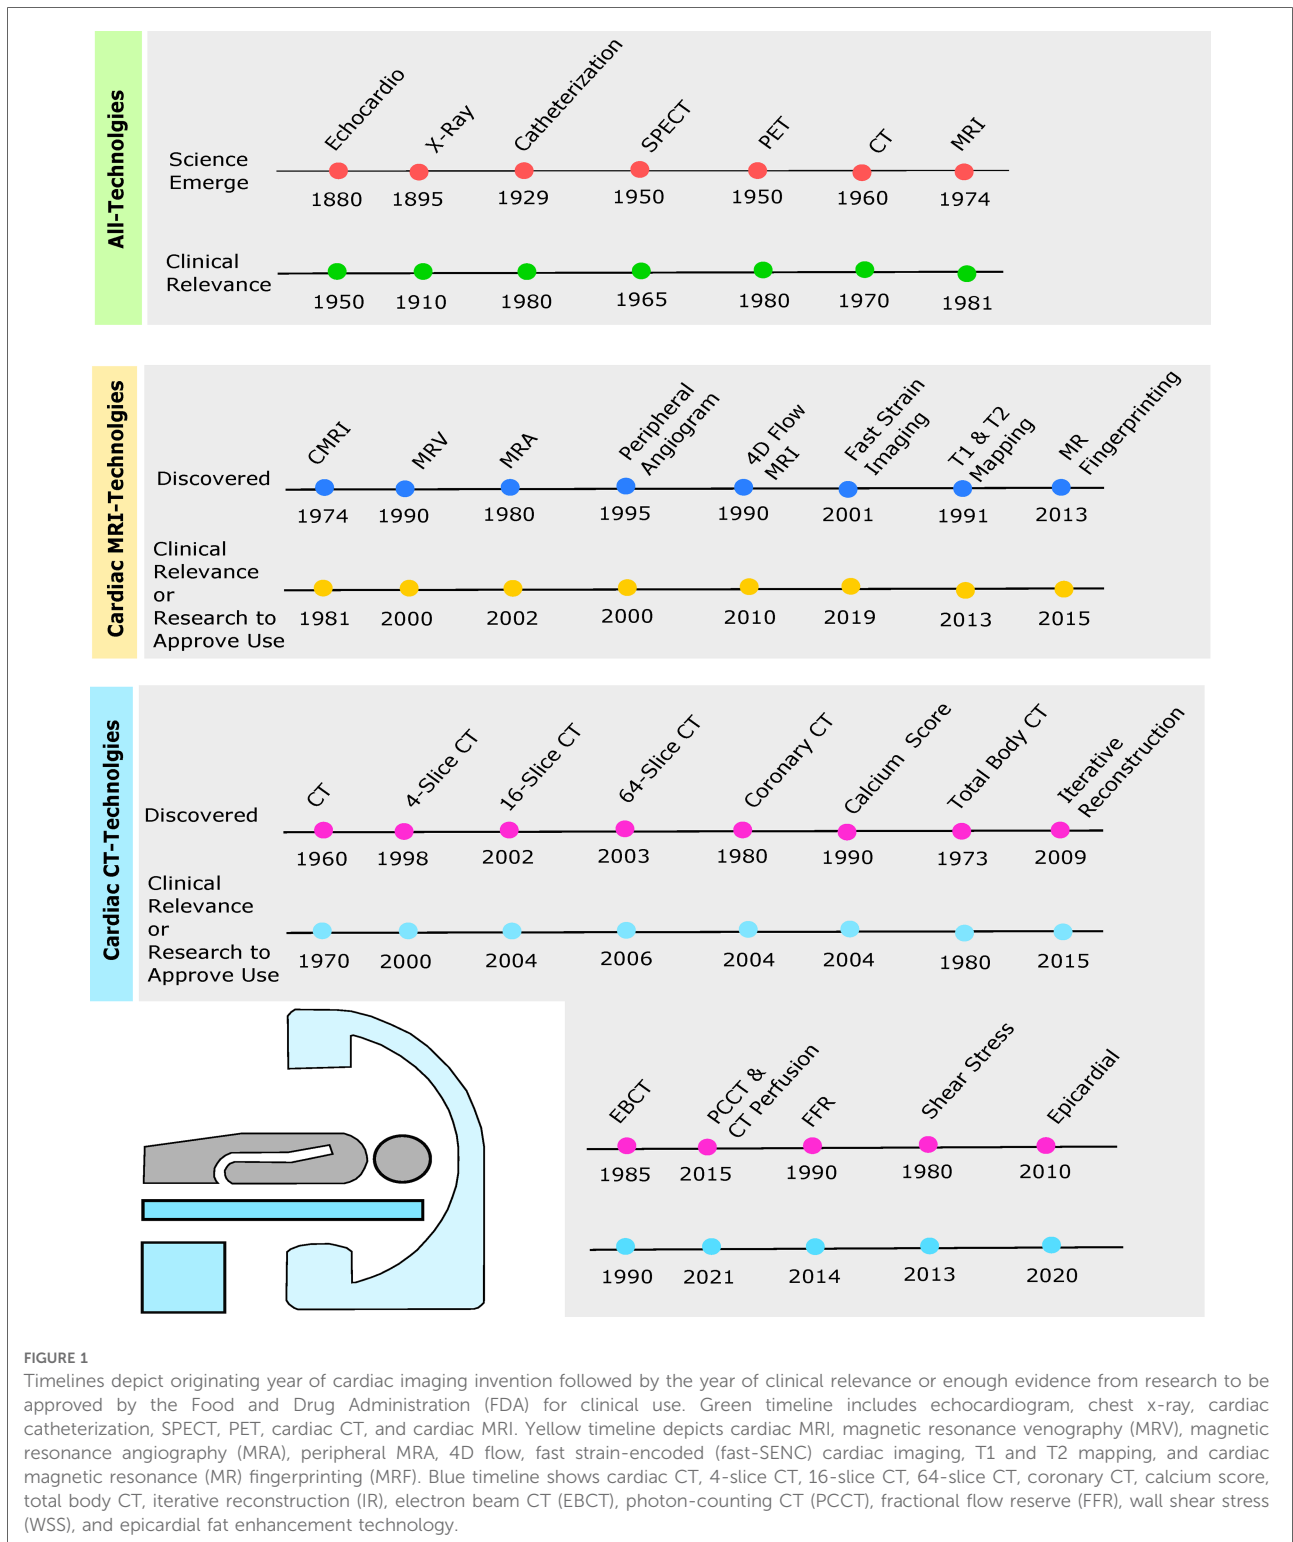 All-Technolgies
Echocardio
X-Ray
Catheterization
SPECT
PET
CT
MRI
Science
Emerge
1880 1895 1929 1950 1950 1960 1974
Clinical
Relevance
1950 1910 1980 1965 1980 1970 1981
Cardiac MRI-Technolgies
CMRI
MRV
MRA
Peripheral
Angiogram
4D Flow
MRI
Fast Strain
Imaging
T1 & T2
Mapping
MR
Fingerprinting
Discovered
1974 1990 1980 1995 1990 2001 1991 2013
Clinical
Relevance
or
Research to
Approve Use
1981 2000 2002 2000 2010 2019 2013 2015
Cardiac CT-Technolgies
CT
4-Slice CT
16-Slice CT
64-Slice CT
Coronary CT
Calcium Score
Total Body CT
Iterative
Reconstruction
Discovered
1960 1998 2002 2003 1980 1990 1973 2009
Clinical
Relevance
or
Research to
Approve Use
1970 2000 2004 2006 2004 2004 1980 2015
EBCT
PCCT &
CT Perfusion
FFR
Shear Stress
Epicardial
1985 2015 1990 1980 2010
1990 2021 2014 2013 2020
FIGURE 1
Timelines depict originating year of cardiac imaging invention followed by the year of clinical relevance or enough evidence from research to be
approved by the Food and Drug Administration (FDA) for clinical use. Green timeline includes echocardiogram, chest x-ray, cardiac
catheterization, SPECT, PET, cardiac CT, and cardiac MRI. Yellow timeline depicts cardiac MRI, magnetic resonance venography (MRV), magnetic
resonance angiography (MRA), peripheral MRA, 4D flow, fast strain-encoded (fast-SENC) cardiac imaging, T1 and T2 mapping, and cardiac
magnetic resonance (MR) fingerprinting (MRF). Blue timeline shows cardiac CT, 4-slice CT, 16-slice CT, 64-slice CT, coronary CT, calcium score,
total body CT, iterative reconstruction (IR), electron beam CT (EBCT), photon-counting CT (PCCT), fractional flow reserve (FFR), wall shear stress
(WSS), and epicardial fat enhancement technology.